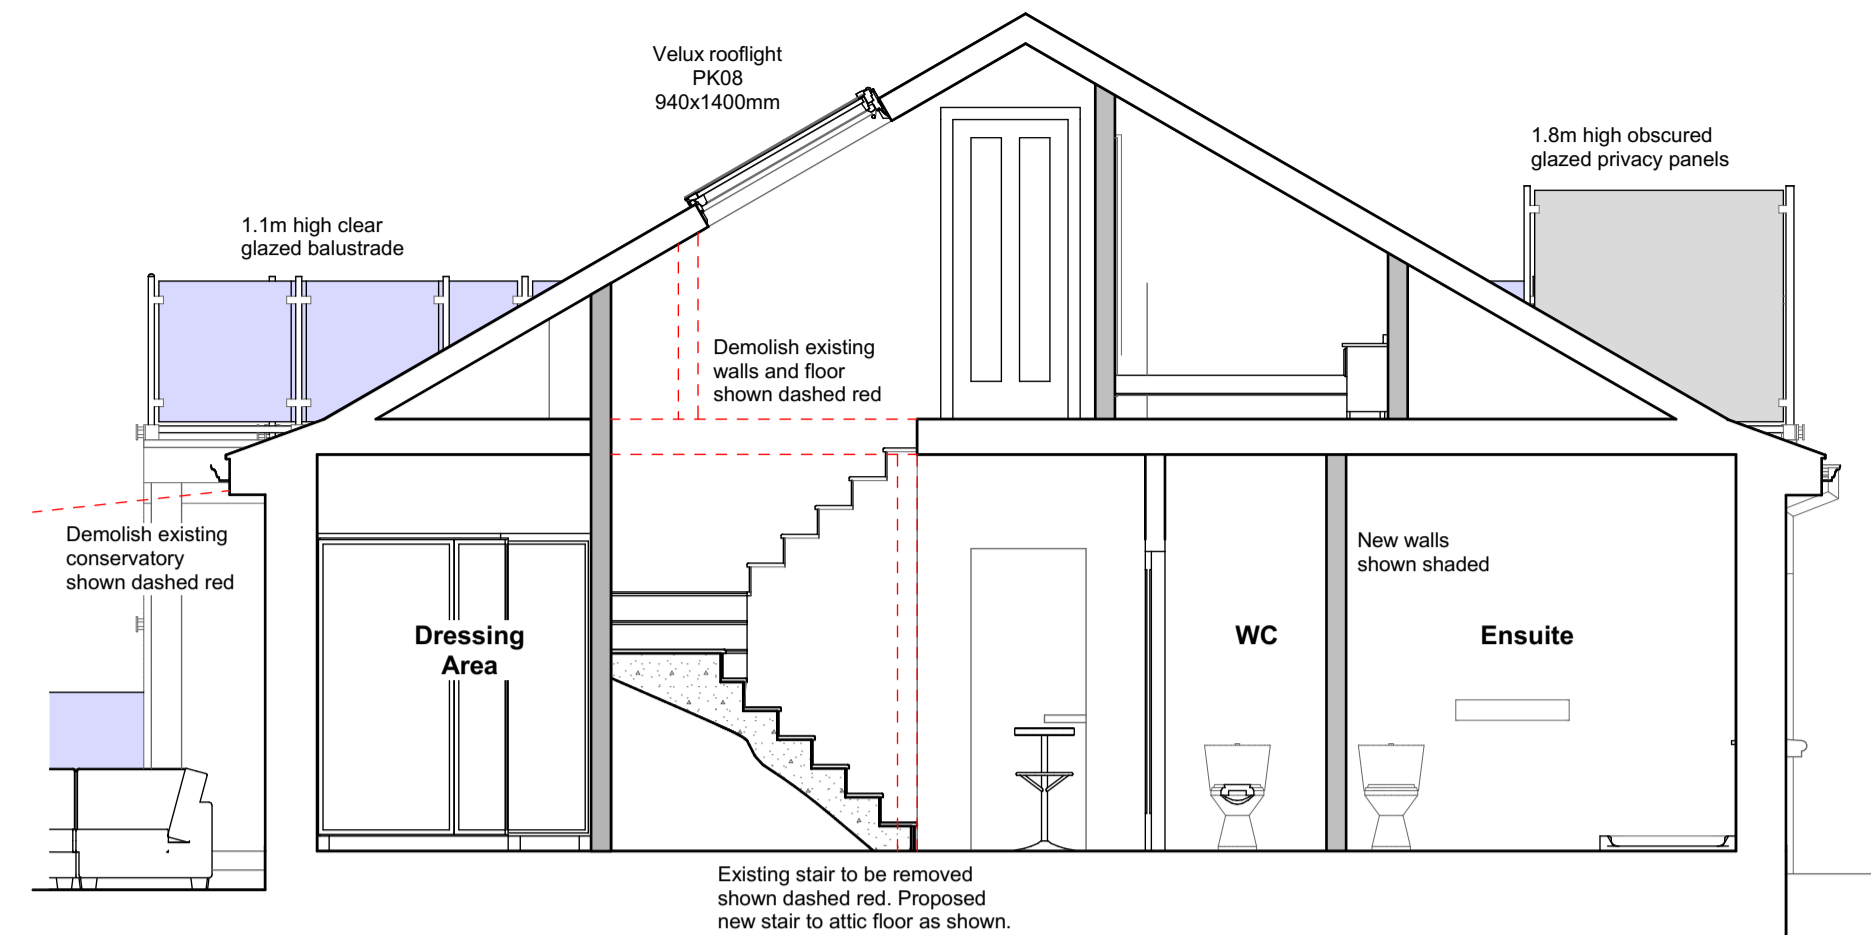 Velux rooflight
PK08
940x1400mm
1.8m high obscured
glazed privacy panels
1.1m high clear
glazed balustrade
Demolish existing
walls and floor
shown dashed red
Demolish existing
conservatory
shown dashed red
New walls
shown shaded
Dressing
Area
WC
Ensuite
Existing stair to be removed
shown dashed red. Proposed
new stair to attic floor as shown.